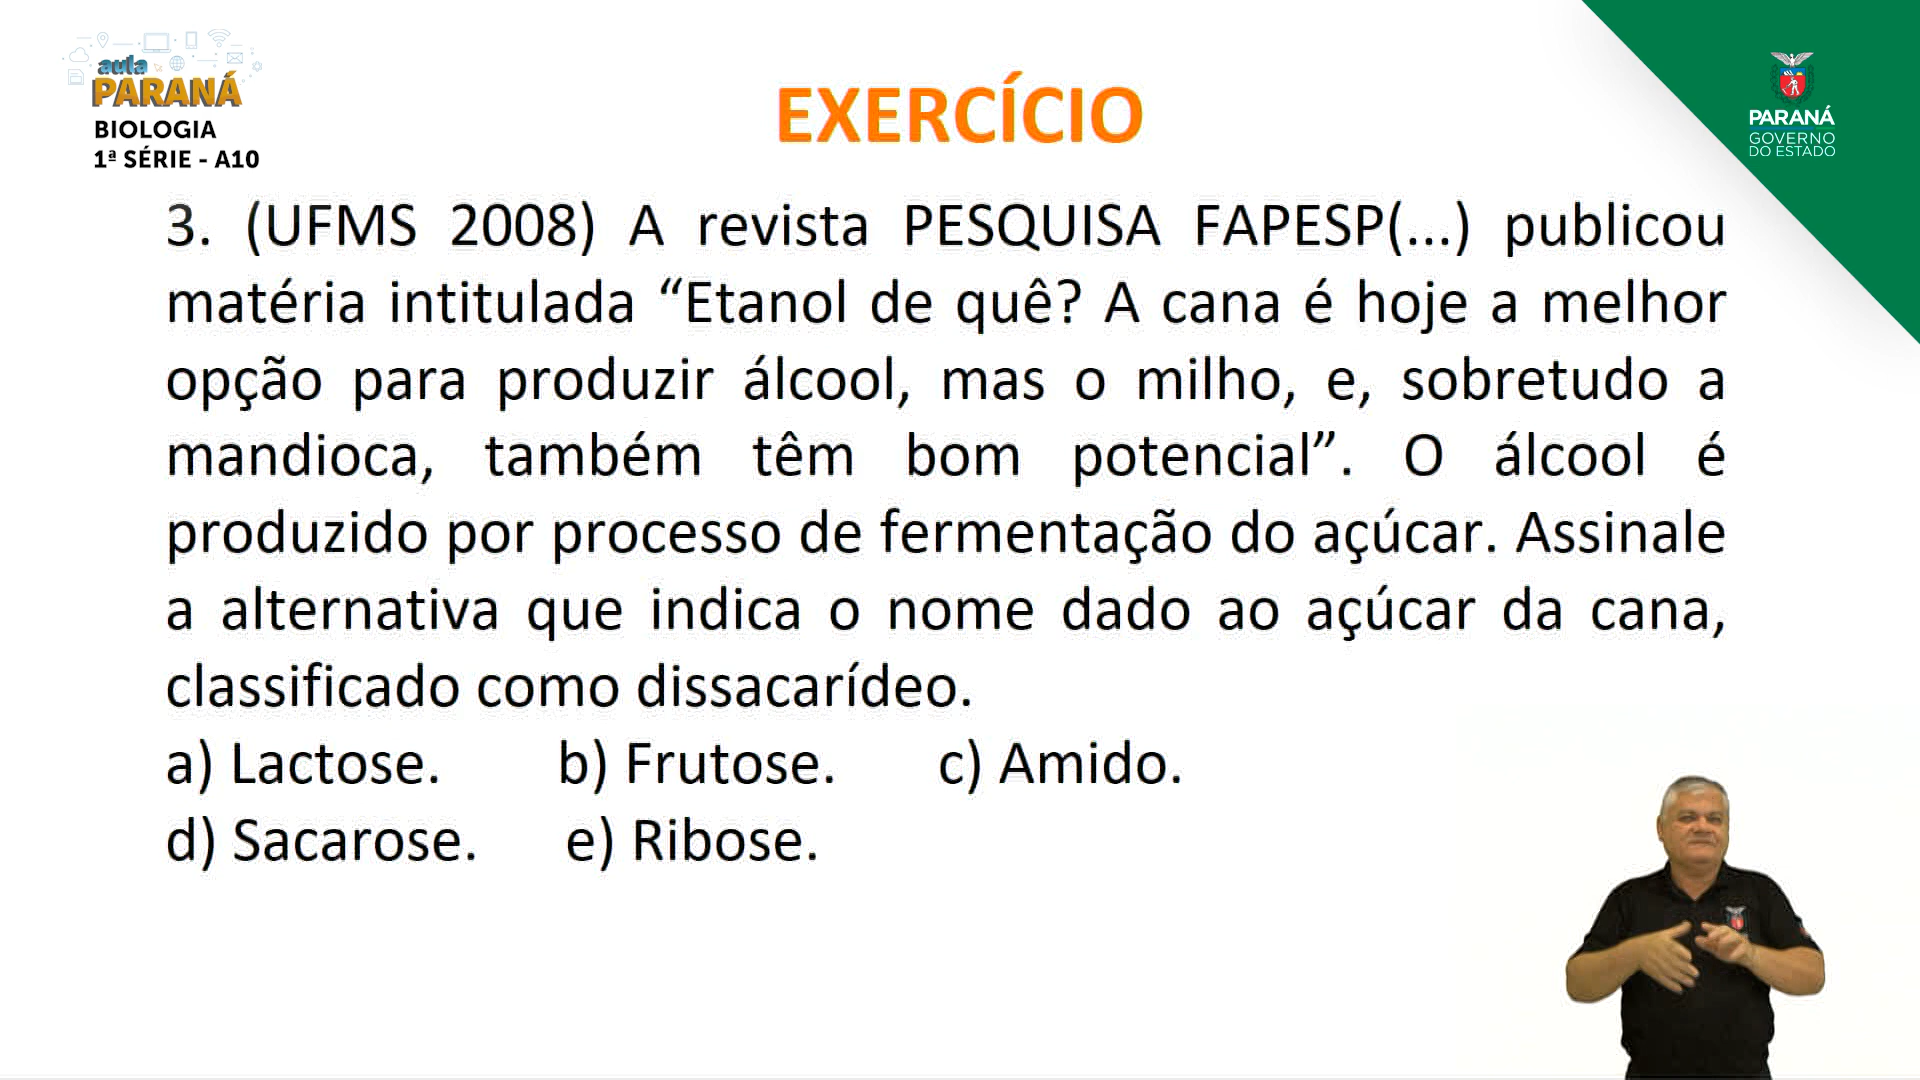 aula
PARANÁ
BIOLOGIA
1ª SÉRIE - A10
EXERCÍCIO
PARANÁ
GOVERNO
DO ESTADO
3. (UFMS 2008) A revista PESQUISA FAPESP(...) publicou
matéria intitulada “Etanol de quê? A cana é hoje a melhor
opção para produzir álcool, mas o milho, e, sobretudo a
mandioca, também têm bom potencial”. O álcool é
produzido por processo de fermentação do açúcar. Assinale
a alternativa que indica o nome dado ao açúcar da cana,
classificado como dissacarídeo.
a) Lactose. b) Frutose. c) Amido.
d) Sacarose. e) Ribose.